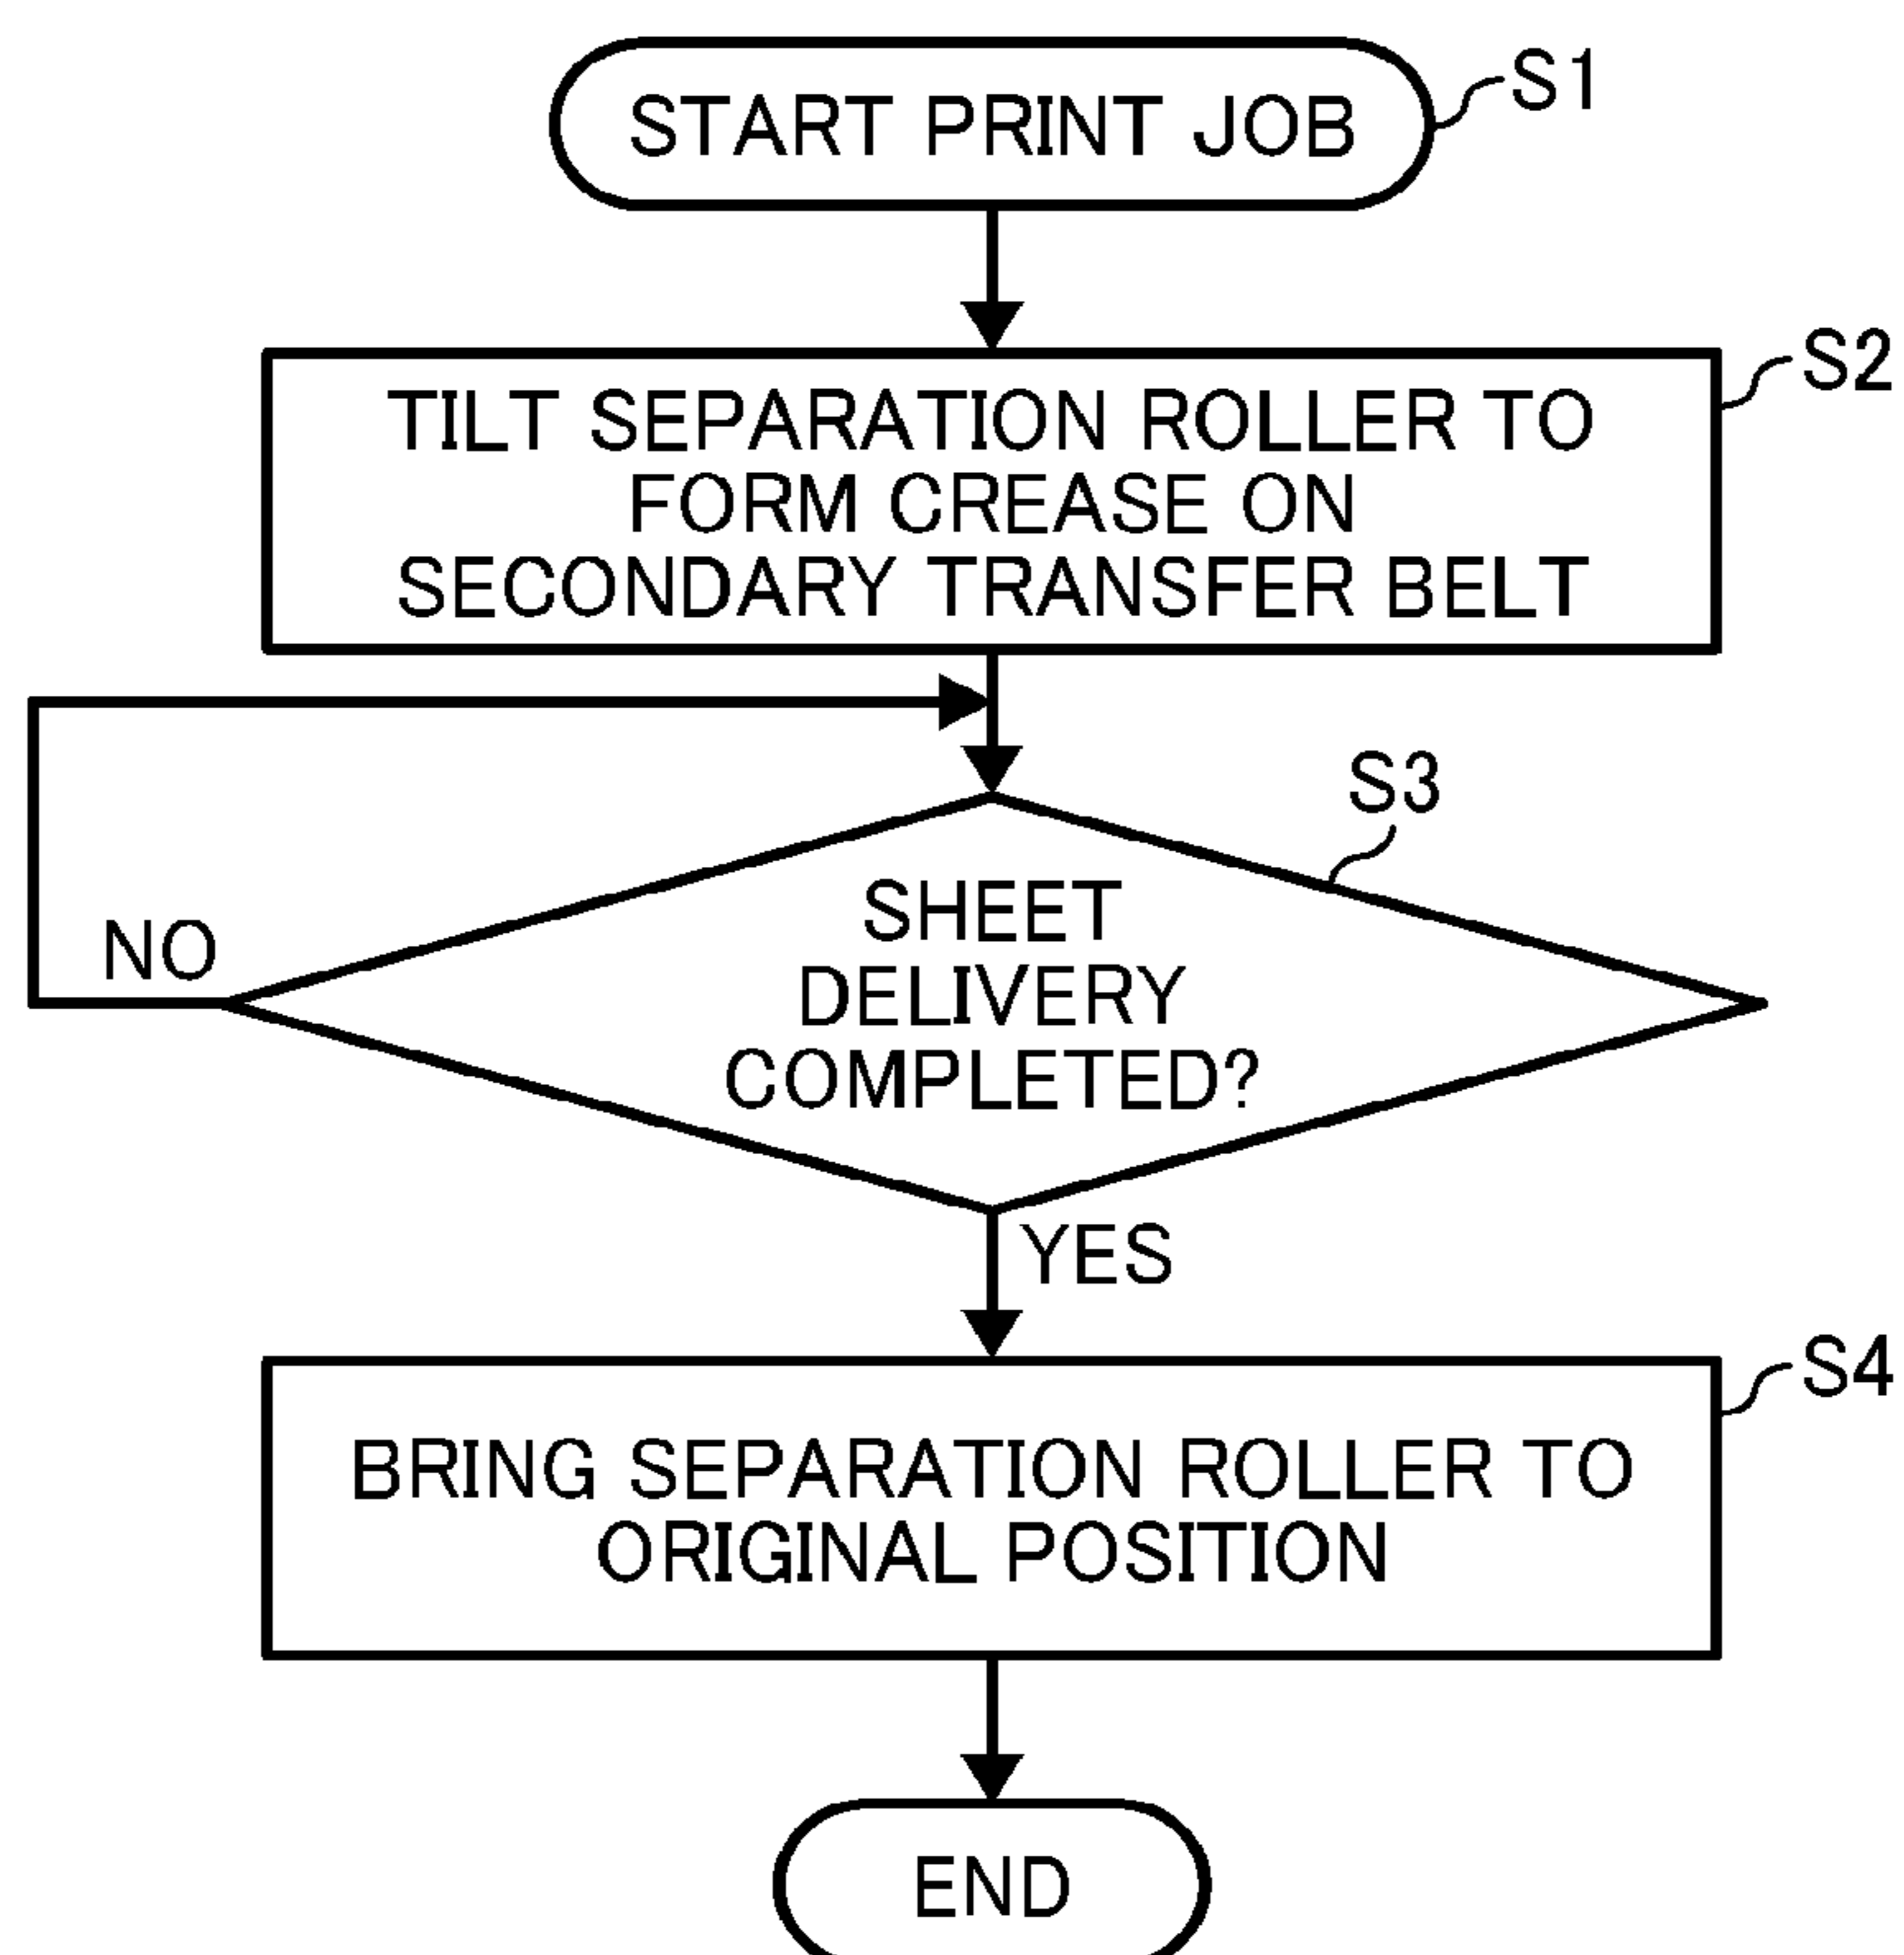 START PRINT JOB
S1
S2
TILT SEPARATION ROLLER TO
FORM CREASE ON
SECONDARY TRANSFER BELT
S3
SHEET
DELIVERY
COMPLETED?
NO
YES
S4
BRING SEPARATION ROLLER TO
ORIGINAL POSITION
END